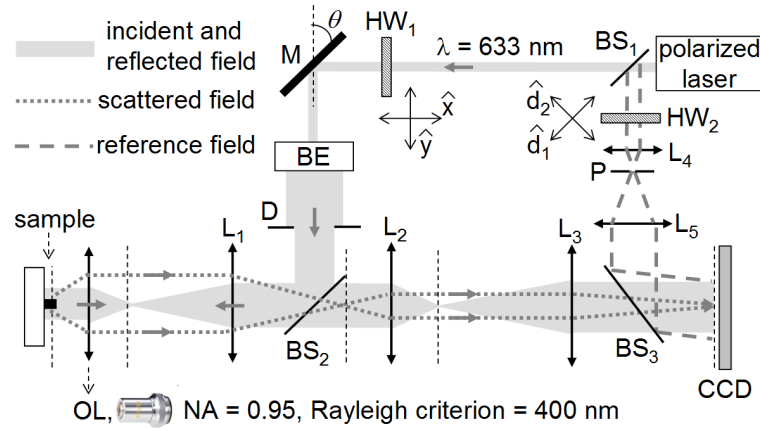 incident and
reflected field
scattered field
reference field
θ
M
HW₁
λ = 633 nm
BS₁
polarized
laser
x̂
ŷ
d̂₂
d̂₁
HW₂
L₄
P
L₅
BE
D
sample
L₁
L₂
L₃
BS₂
BS₃
CCD
OL, NA = 0.95, Rayleigh criterion = 400 nm